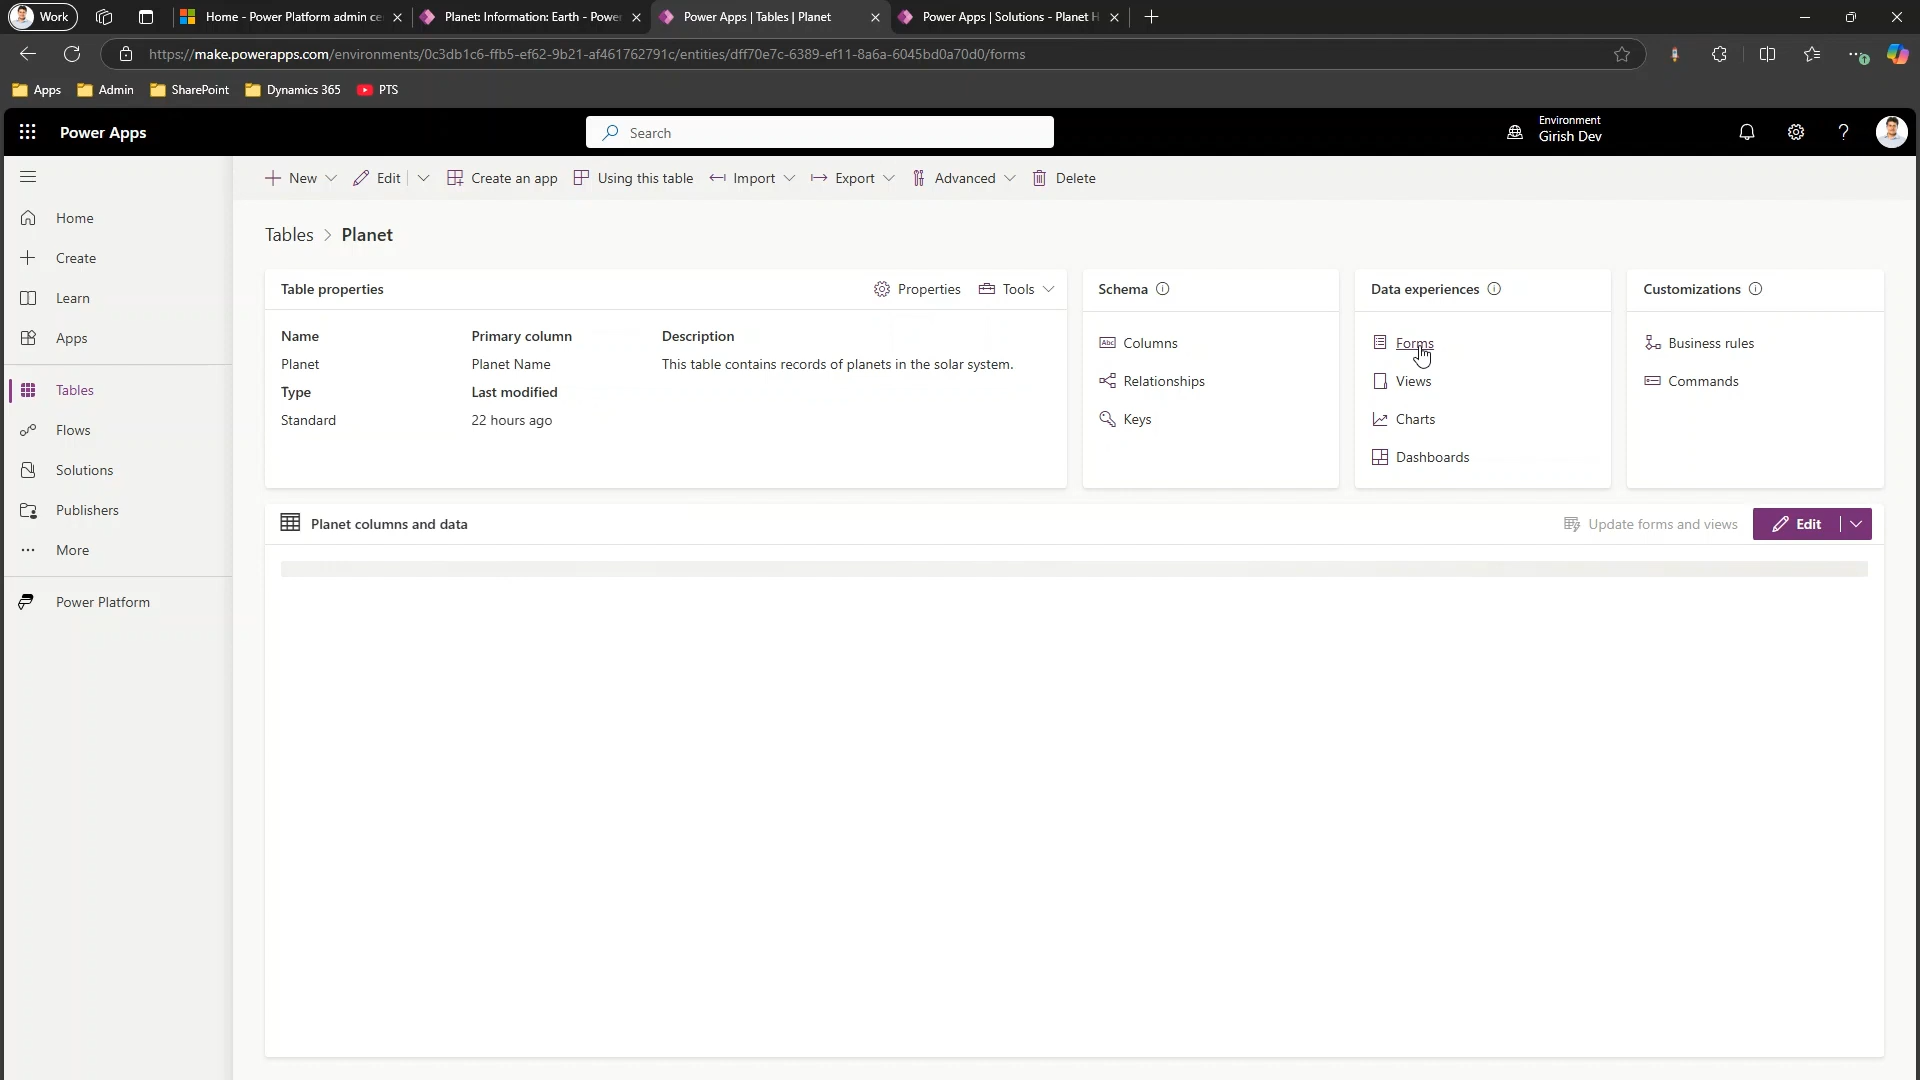 Work
Home - Power Platform admin ce
Planet: Information: Earth - Powe
Power Apps | Tables | Planet
Power Apps | Solutions - Planet H
https://make.powerapps.com/environments/0c3db1c6-ffb5-ef62-9b21-af461762791c/entities/dff70e7c-6389-ef11-8a6a-6045bd0a70d0/forms
Apps
Admin
SharePoint
Dynamics 365
PTS
Power Apps
Search
Environment
Girish Dev
New
Edit
Create an app
Using this table
Import
Export
Advanced
Delete
Home
Create
Learn
Apps
Tables
Flows
Solutions
Publishers
More
Power Platform
Tables > Planet
Table properties
Properties
Tools
Name
Primary column
Description
Planet
Planet Name
This table contains records of planets in the solar system.
Type
Last modified
Standard
22 hours ago
Schema
Abc Columns
Relationships
Keys
Data experiences
Forms
Views
Charts
Dashboards
Customizations
Business rules
Commands
Planet columns and data
Update forms and views
Edit